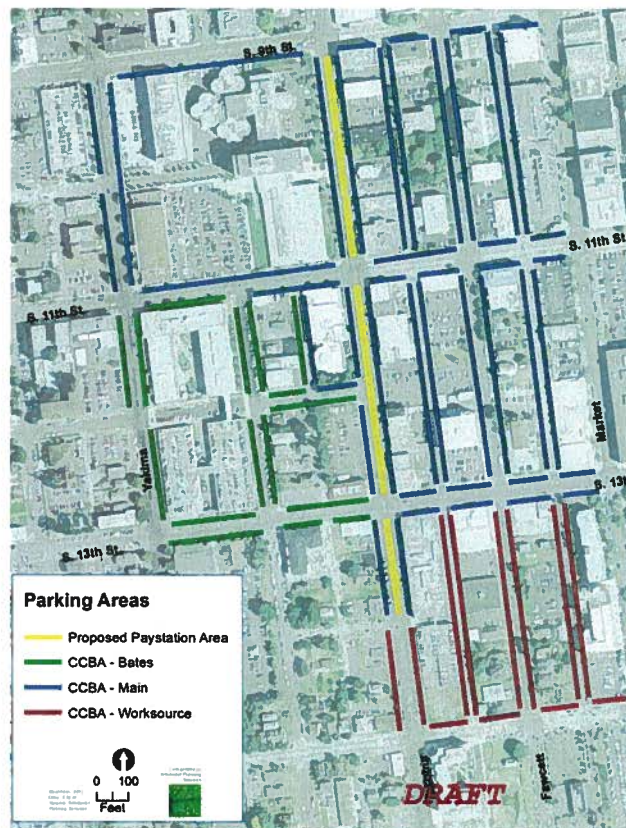 S. 9th St.
S. 11th St.
S. 11th St.
Market
Yakima
S. 13th
S. 13th St.
Parking Areas
Proposed Paystation Area
CCBA - Bates
CCBA - Main
CCBA - Worksource
0 100
Feet
Fawcett
DRAFT